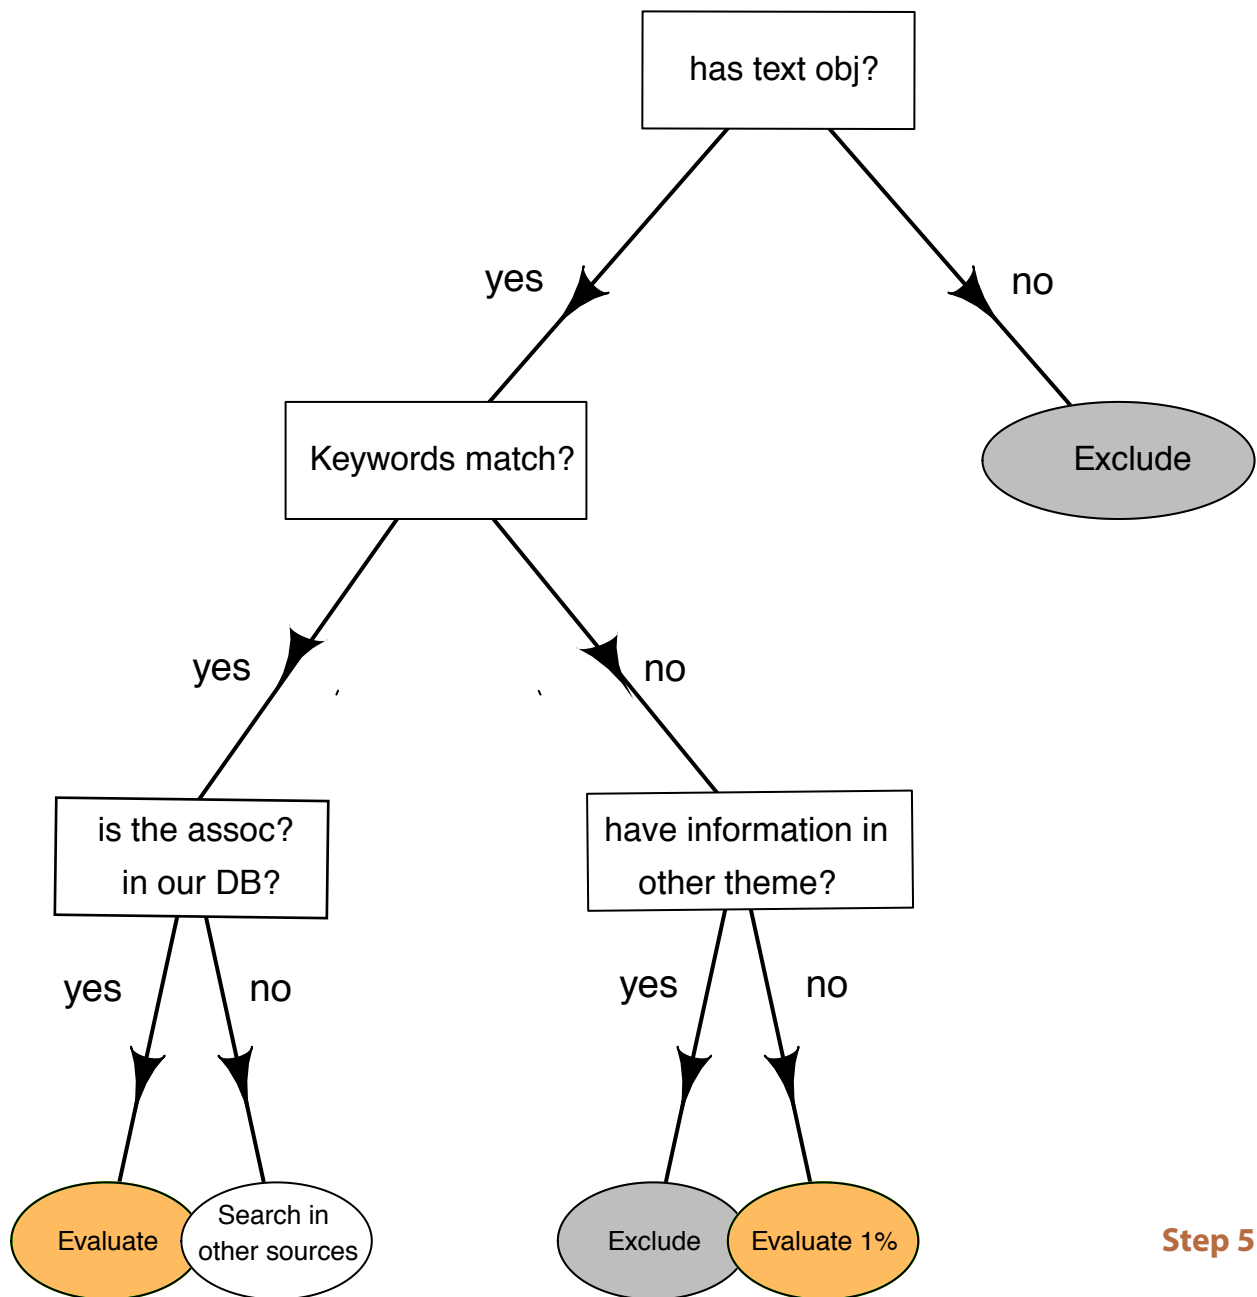 has text obj?
yes
no
Keywords match?
Exclude
yes
no
is the assoc?
in our DB?
have information in
other theme?
yes
no
yes
no
Evaluate
Search in
other sources
Exclude
Evaluate 1%
Step 5